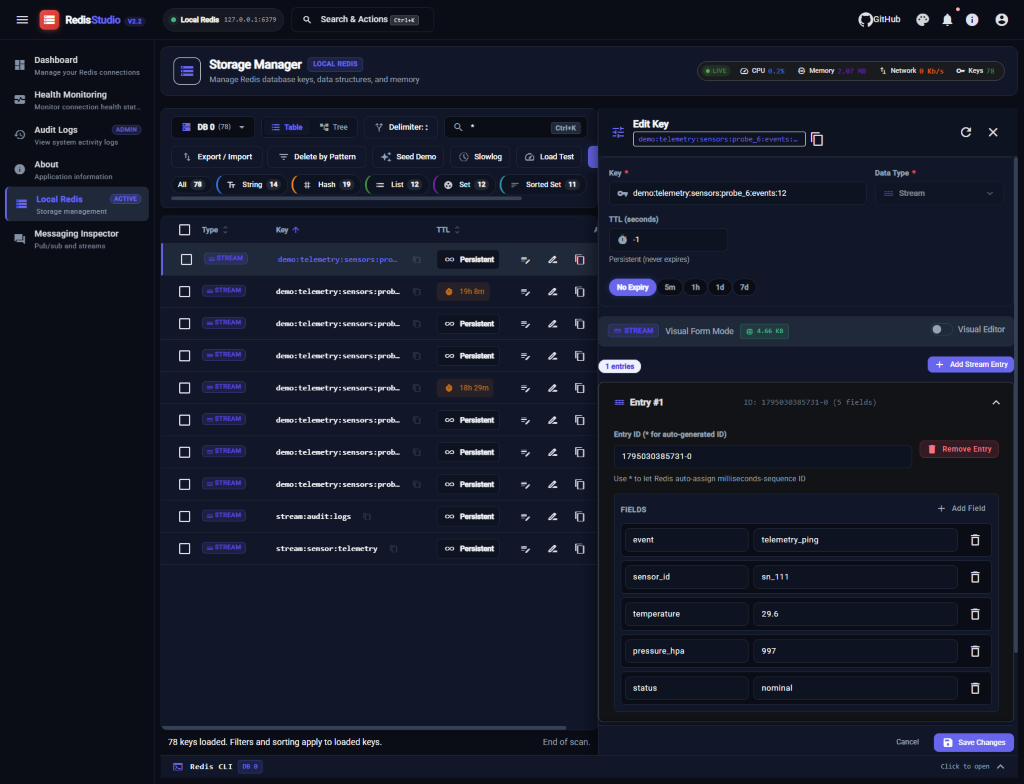 RedisStudio V2.2
Local Redis 127.0.0.1:6379
Search & Actions Ctrl+K
GitHub
Dashboard
Manage your Redis connections
Health Monitoring
Monitor connection health stat...
Audit Logs ADMIN
View system activity logs
About
Application information
Local Redis ACTIVE
Storage management
Messaging Inspector
Pub/sub and streams
Storage Manager LOCAL REDIS
Manage Redis database keys, data structures, and memory
LIVE CPU 0.2% Memory 2.07 MB Network 0 Kb/s Keys 78
DB 0 (78) Table Tree Delimiter: : * Ctrl+K
Export / Import Delete by Pattern Seed Demo Slowlog Load Test
All 78 String 14 Hash 19 List 12 Set 12 Sorted Set 11
Type Key TTL A
STREAM demo:telemetry:sensors:pro... Persistent
STREAM demo:telemetry:sensors:prob... 19h 8m
STREAM demo:telemetry:sensors:prob... Persistent
STREAM demo:telemetry:sensors:prob... Persistent
STREAM demo:telemetry:sensors:prob... 18h 29m
STREAM demo:telemetry:sensors:prob... Persistent
STREAM demo:telemetry:sensors:prob... Persistent
STREAM demo:telemetry:sensors:prob... Persistent
STREAM stream:audit:logs Persistent
STREAM stream:sensor:telemetry Persistent
78 keys loaded. Filters and sorting apply to loaded keys. End of scan.
Edit Key
demo:telemetry:sensors:probe_6:events:...
Key * Data Type *
demo:telemetry:sensors:probe_6:events:12 Stream
TTL (seconds)
-1
Persistent (never expires)
No Expiry 5m 1h 1d 7d
STREAM Visual Form Mode 4.66 KB Visual Editor
1 entries Add Stream Entry
Entry #1 ID: 1795030385731-0 (5 fields)
Entry ID (* for auto-generated ID)
1795030385731-0 Remove Entry
Use * to let Redis auto-assign milliseconds-sequence ID
FIELDS Add Field
event telemetry_ping
sensor_id sn_111
temperature 29.6
pressure_hpa 997
status nominal
Cancel Save Changes
Redis CLI DB 0 Click to open